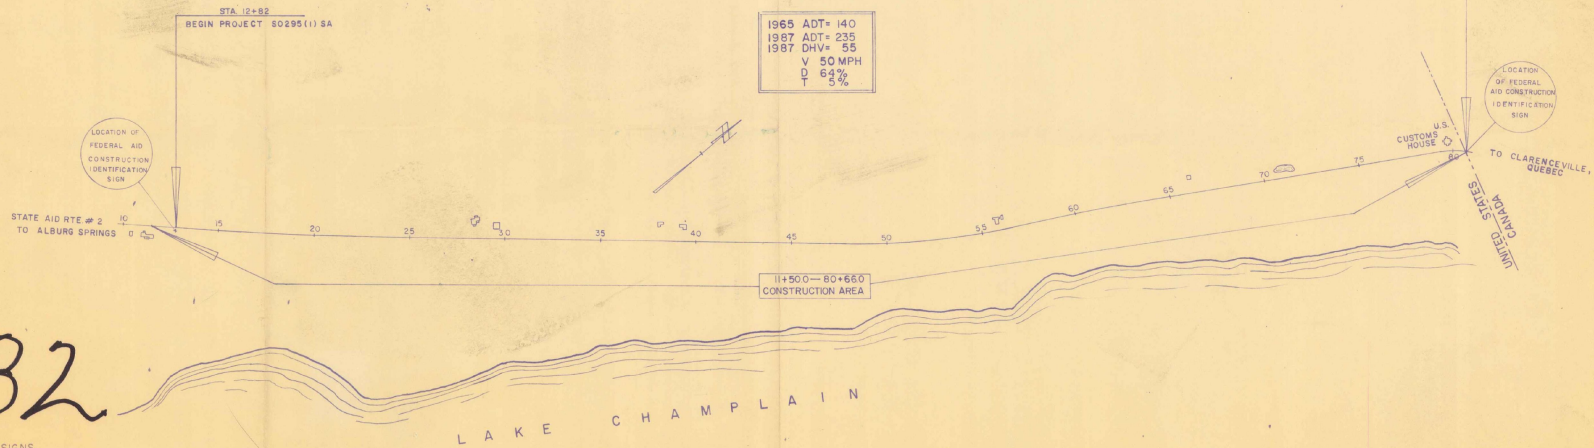 STA. 12+82
BEGIN PROJECT S0295(1) SA
1965 ADT= 140
1987 ADT= 235
1987 DHV= 55
V 50 MPH
D 64%
T 5%
LOCATION OF
FEDERAL AID
CONSTRUCTION
IDENTIFICATION
SIGN
LOCATION
OF FEDERAL
AID CONSTRUCTION
IDENTIFICATION
SIGN
U.S.
CUSTOMS
HOUSE
TO CLARENCEVILLE,
QUEBEC
STATE AID RTE # 2
TO ALBURG SPRINGS
10 15 20 25 30 35 40 45 50 55 60 65 70 75 80
N
UNITED STATES
CANADA
11+50.0 — 80+66.0
CONSTRUCTION AREA
32
LAKE CHAMPLAIN
SIGNS